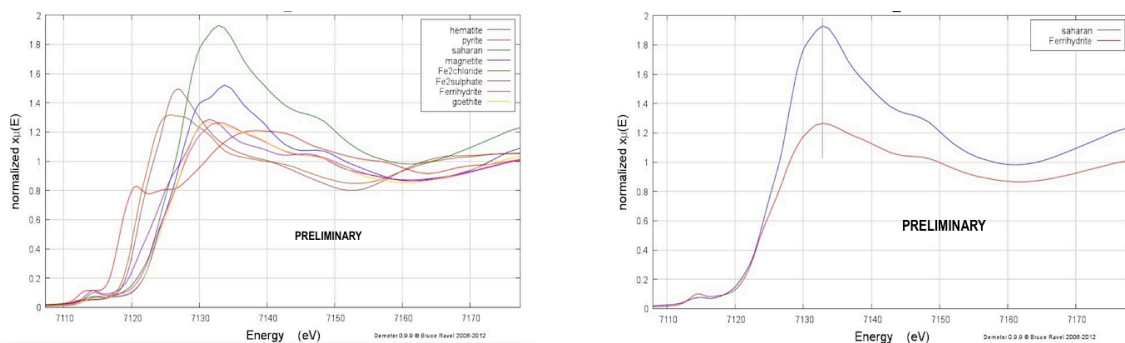 2
1.8
1.6
1.4
1.2
1
0.8
0.6
0.4
0.2
0
normalized xμ(E)
hematite
pyrite
saharan
magnetite
Fe2chloride
Fe2sulphate
Ferrihydrite
goethite
PRELIMINARY
7110 7120 7130 7140 7150 7160 7170
Energy (eV)
Demeter 0.9.9 © Bruce Ravel 2006-2012
2
1.8
1.6
1.4
1.2
1
0.8
0.6
0.4
0.2
0
normalized xμ(E)
saharan
Ferrihydrite
PRELIMINARY
7110 7120 7130 7140 7150 7160 7170
Energy (eV)
Demeter 0.9.9 © Bruce Ravel 2006-2012